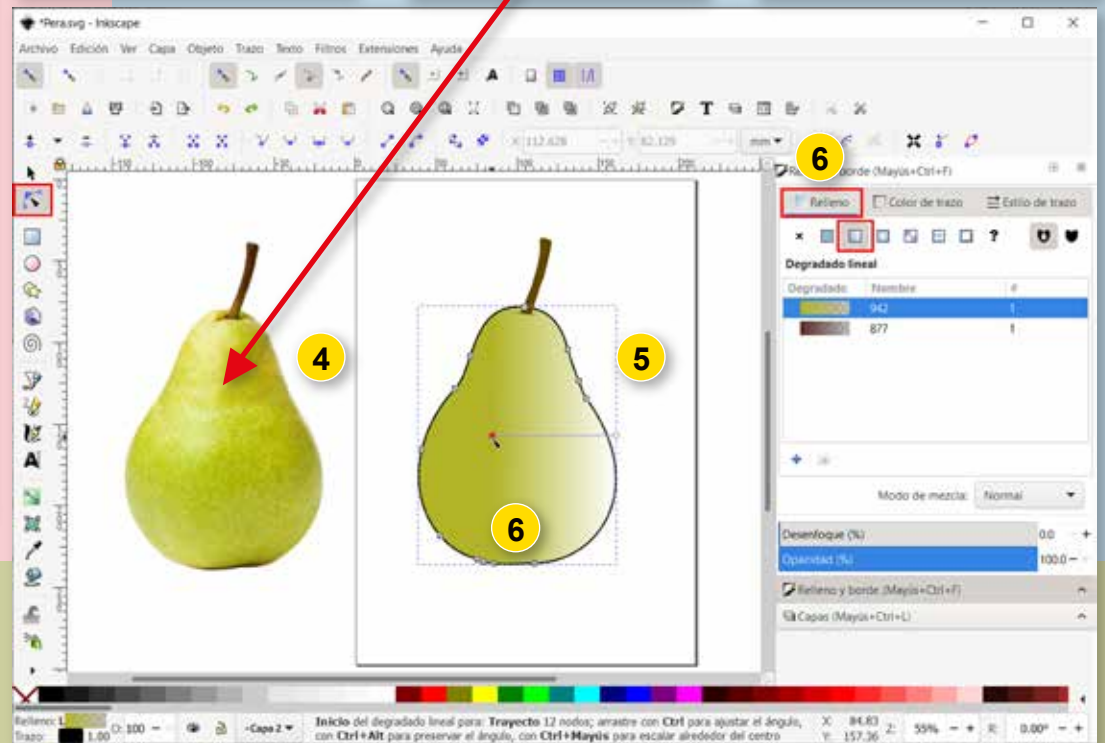 *Pera.svg - Inkscape
Archivo Edición Ver Capa Objeto Trazo Texto Filtros Extensiones Ayuda
X: 112.628 Y: 82.129 mm
Relleno y borde (Mayús+Ctrl+F)
6
Relleno Color de trazo Estilo de trazo
Degradado lineal
Degradado Nombre #
942 1
877 1
4
5
6
Modo de mezcla: Normal
Desenfoque (%) 0.0
Opacidad (%) 100.0
Relleno y borde (Mayús+Ctrl+F)
Capas (Mayús+Ctrl+L)
Relleno: L O: 100 Capa 2 Inicio del degradado lineal para: Trayecto 12 nodos; arrastre con Ctrl para ajustar el ángulo, X: 84.83 Z: 55% R: 0.00°
Trazo: 1.00 con Ctrl+Alt para preservar el ángulo, con Ctrl+Mayús para escalar alrededor del centro Y: 157.36